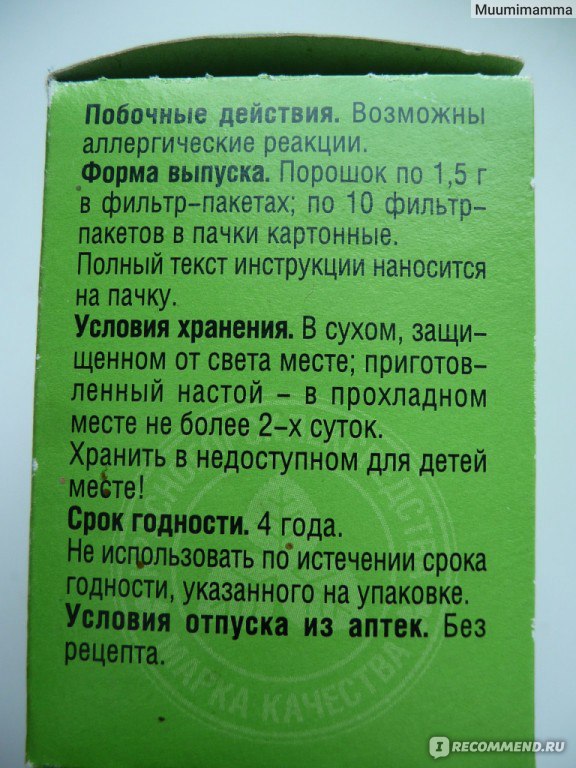 Muumimamma
Побочные действия. Возможны
аллергические реакции.
Форма выпуска. Порошок по 1,5 г
в фильтр-пакетах; по 10 фильтр-
пакетов в пачки картонные.
Полный текст инструкции наносится
на пачку.
Условия хранения. В сухом, защи-
щенном от света месте; приготов-
ленный настой – в прохладном
месте не более 2-х суток.
Хранить в недоступном для детей
месте!
Срок годности. 4 года.
Не использовать по истечении срока
годности, указанного на упаковке.
Условия отпуска из аптек. Без
рецепта.
МАРКА КАЧЕСТВА
I RECOMMEND.RU